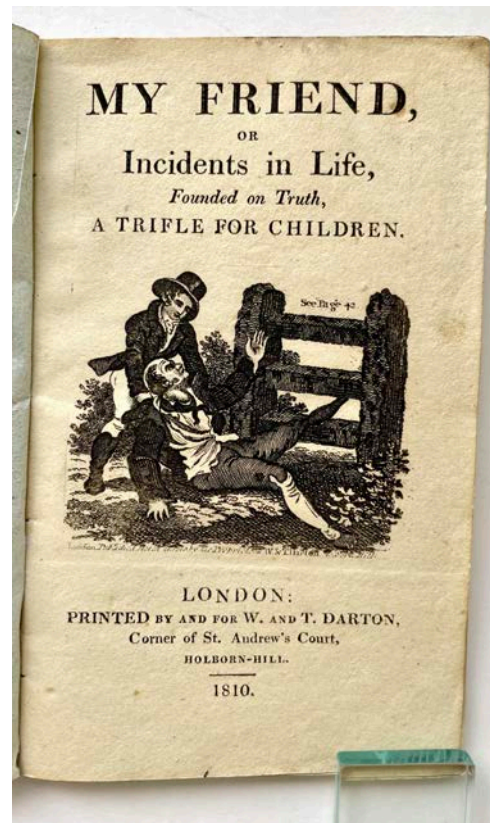 MY FRIEND,
OR
Incidents in Life,
Founded on Truth,
A TRIFLE FOR CHILDREN.
See Page 42
LONDON:
PRINTED BY AND FOR W. AND T. DARTON,
Corner of St. Andrew's Court,
HOLBORN-HILL.
1810.